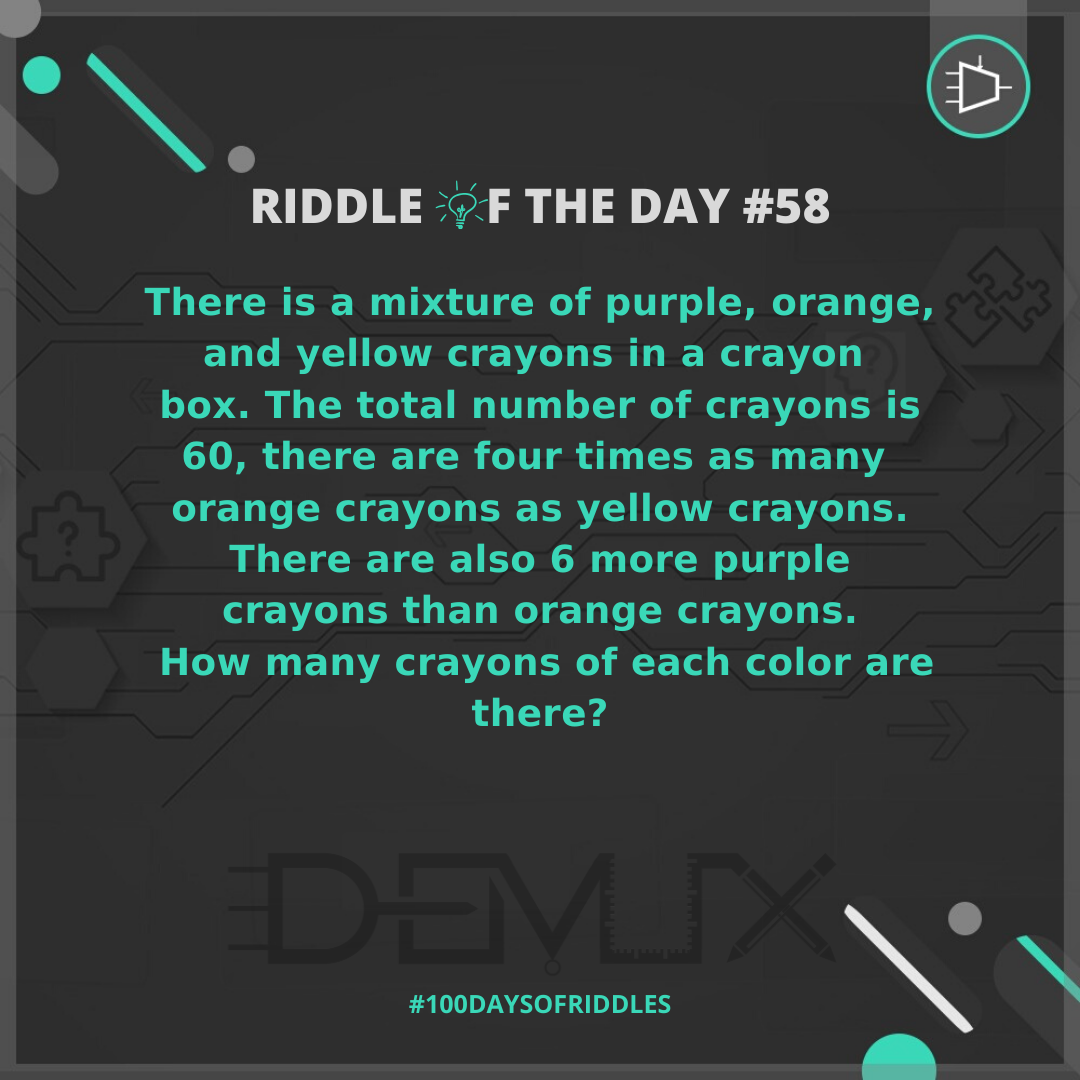 RIDDLE OF THE DAY #58
There is a mixture of purple, orange,
and yellow crayons in a crayon
box. The total number of crayons is
60, there are four times as many
orange crayons as yellow crayons.
There are also 6 more purple
crayons than orange crayons.
How many crayons of each color are
there?
DEMUX
#100DAYSOFRIDDLES